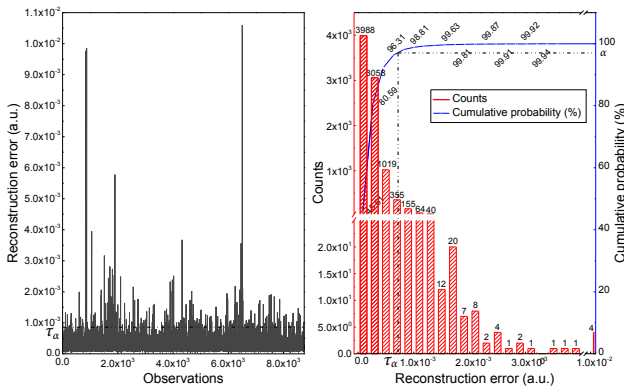 1.1x10⁻²
1.0x10⁻²
9.0x10⁻³
8.0x10⁻³
7.0x10⁻³
6.0x10⁻³
5.0x10⁻³
4.0x10⁻³
3.0x10⁻³
2.0x10⁻³
1.0x10⁻³
τα
0.0
Reconstruction error (a.u.)
0.0
2.0x10³
4.0x10³
6.0x10³
8.0x10³
Observations
4x10³
3x10³
2x10³
1x10³
2.0x10¹
1.5x10¹
1.0x10¹
5.0x10⁰
0.0
Counts
3988
3058
1019
355
155
64
40
12
20
7
8
2
4
1
2
1
1
1
1
4
45.61
80.59
96.31
98.81
99.63
99.81
99.87
99.91
99.92
99.94
Counts
Cumulative probability (%)
100
α
80
60
40
20
0
Cumulative probability (%)
0.0
τα
1.0x10⁻³
2.0x10⁻³
3.0x10⁻³
1.0x10⁻²
Reconstruction error (a.u.)